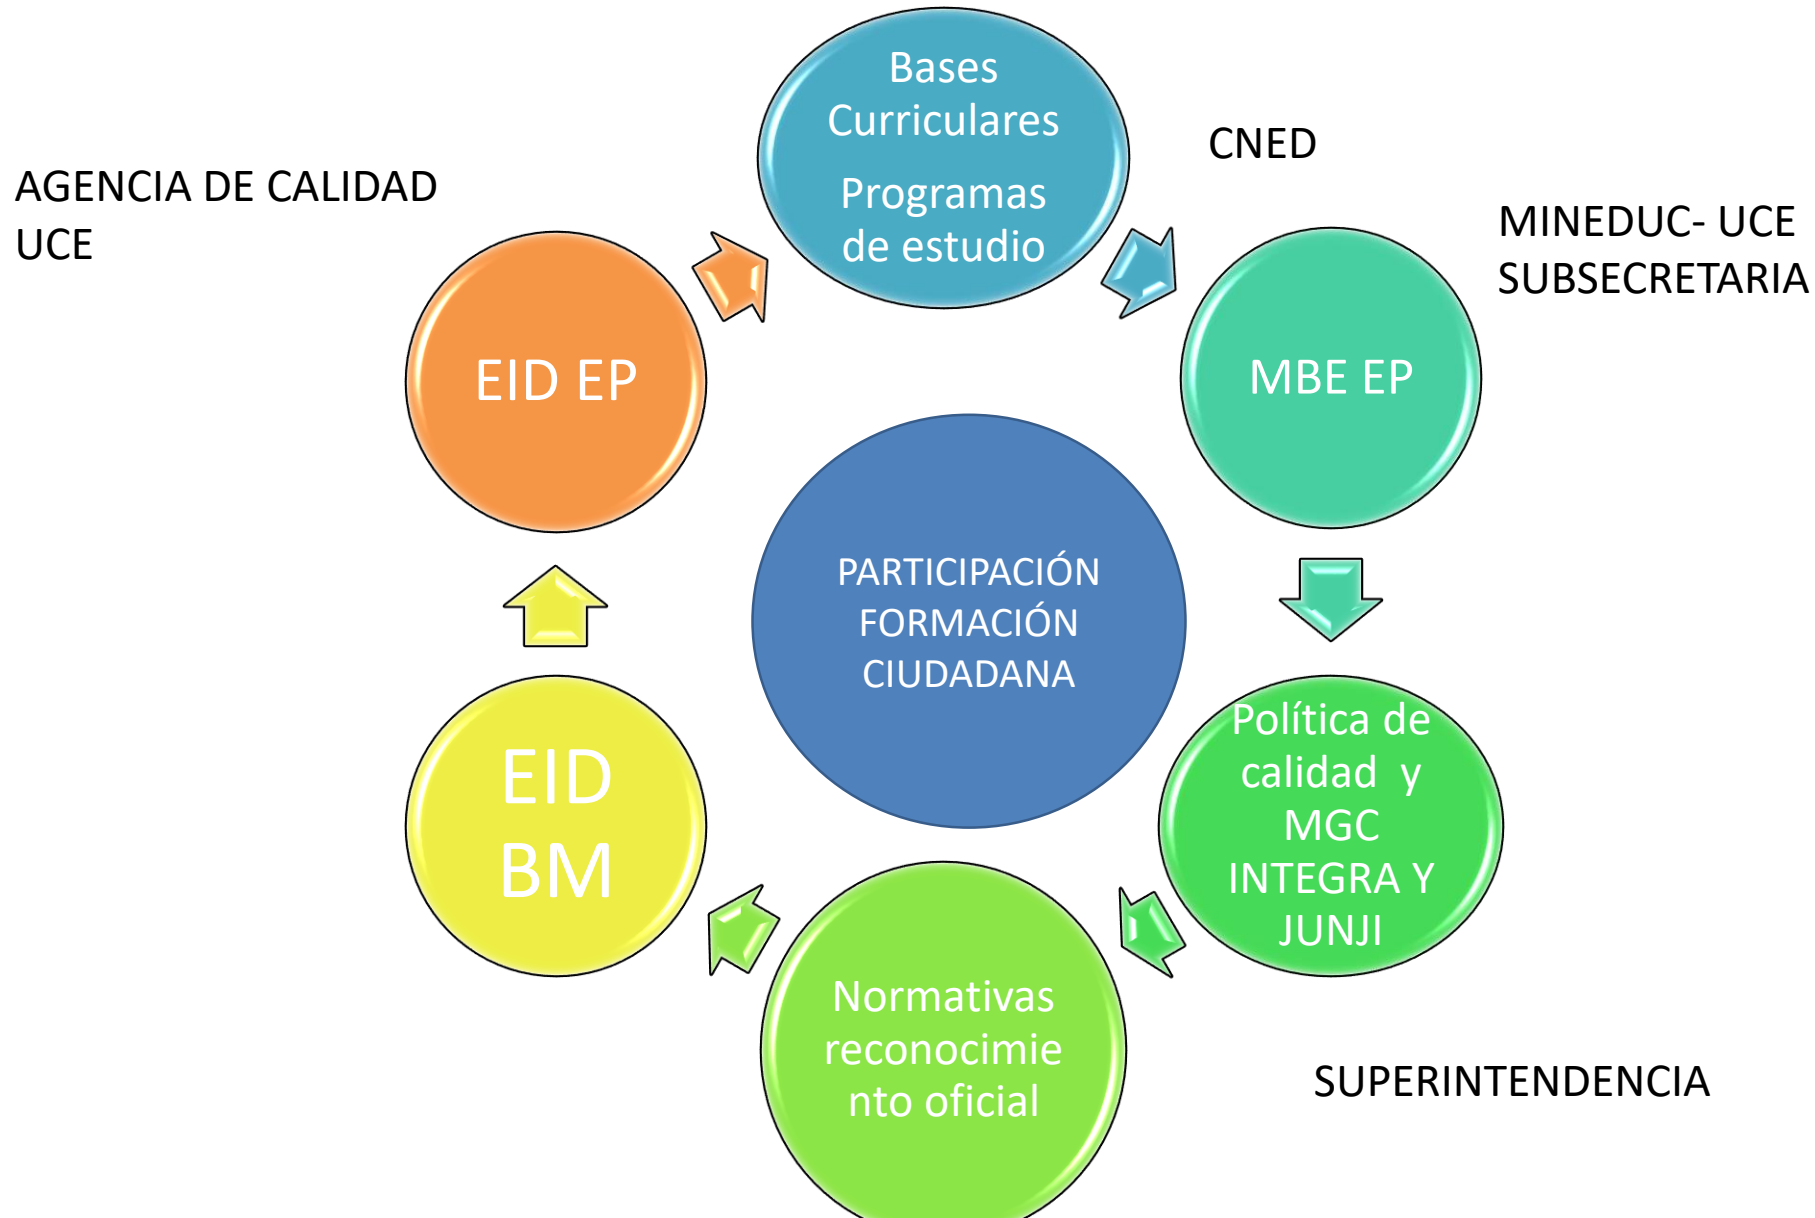 Bases
Curriculares
Programas
de estudio
CNED
AGENCIA DE CALIDAD
UCE
MINEDUC- UCE
SUBSECRETARIA
EID EP
MBE EP
PARTICIPACIÓN
FORMACIÓN
CIUDADANA
Política de
calidad y
MGC
INTEGRA Y
JUNJI
EID
BM
Normativas
reconocimie
nto oficial
SUPERINTENDENCIA